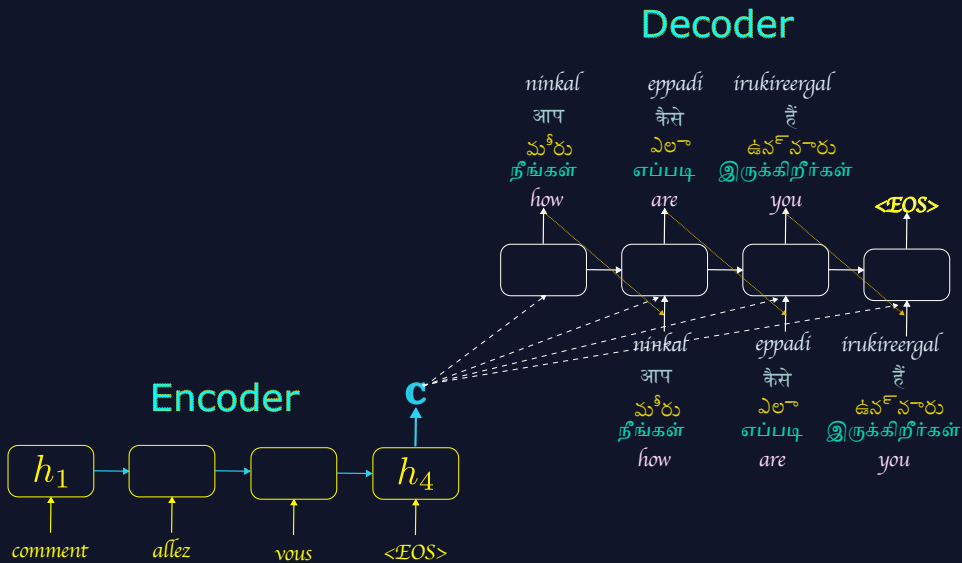 Decoder
ninkal eppadi irukireergal
आप कैसे हैं
మీరు ఎలా ఉన్నారు
நீங்கள் எப்படி இருக்கிறீர்கள்
how are you <EOS>
ninkal eppadi irukireergal
आप कैसे हैं
మీరు ఎలా ఉన్నారు
நீங்கள் எப்படி இருக்கிறீர்கள்
how are you
Encoder
c
h₁ h₄
comment allez vous <EOS>